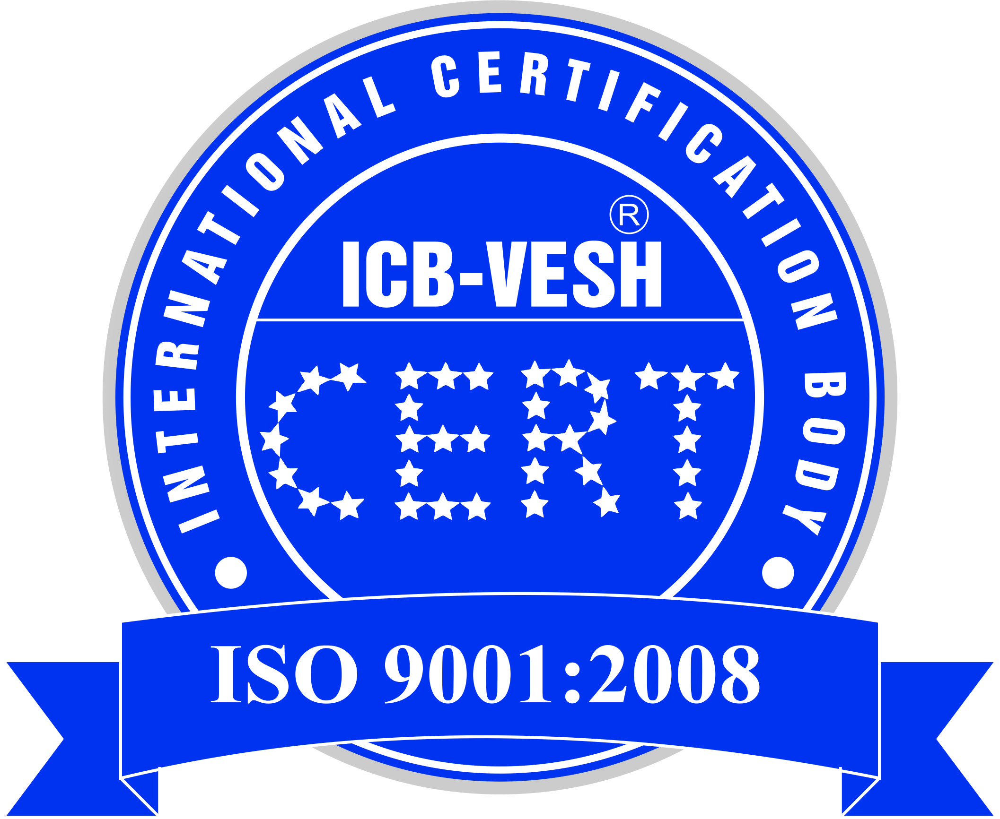 INTERNATIONAL CERTIFICATION BODY
ICB-VESH®
CERT
ISO 9001:2008